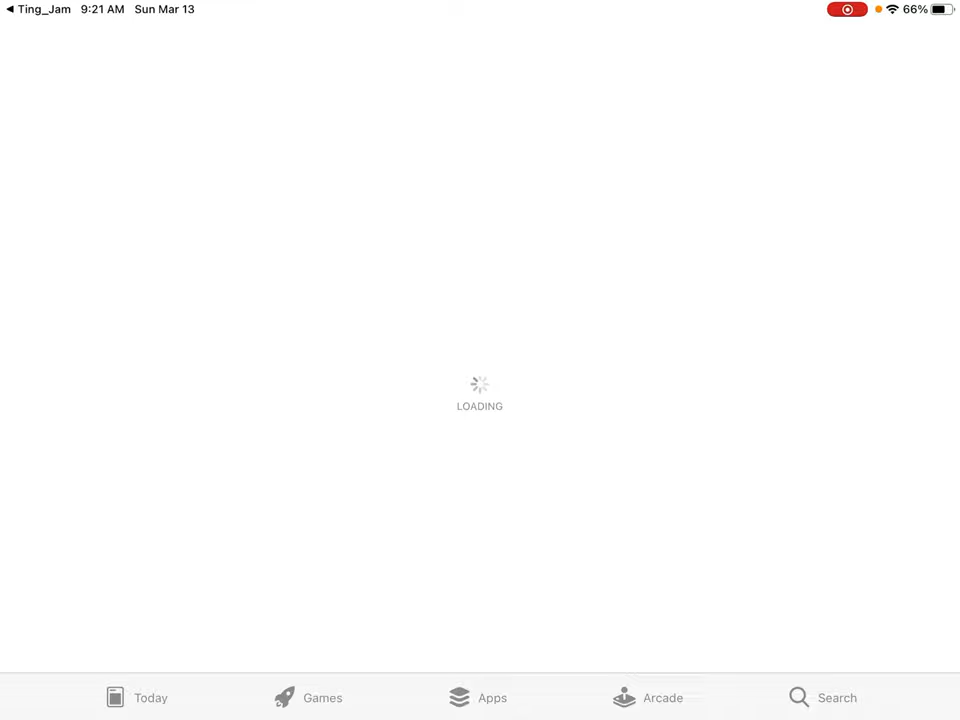 ◀ Ting_Jam 9:21 AM Sun Mar 13 66%
LOADING
Today Games Apps Arcade Search